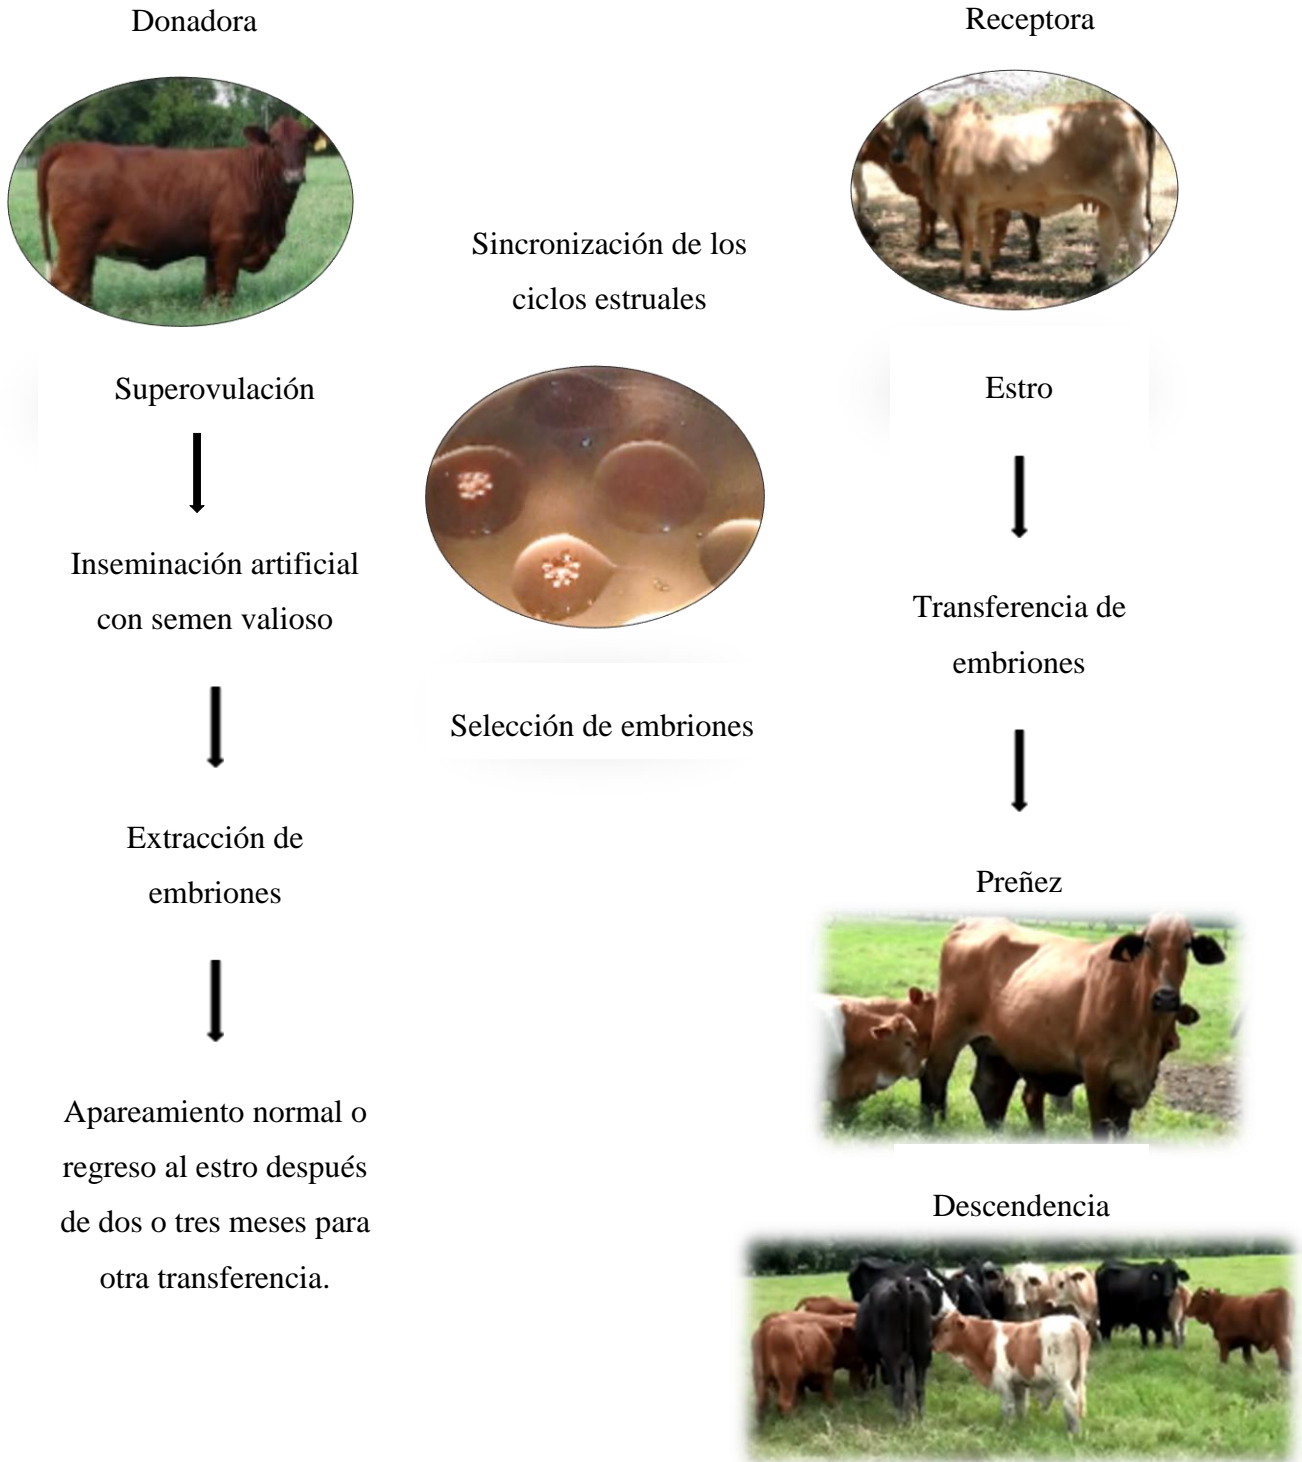 Donadora
Superovulación
Inseminación artificial
con semen valioso
Extracción de
embriones
Apareamiento normal o
regreso al estro después
de dos o tres meses para
otra transferencia.
Sincronización de los
ciclos estruales
Selección de embriones
Receptora
Estro
Transferencia de
embriones
Preñez
Descendencia